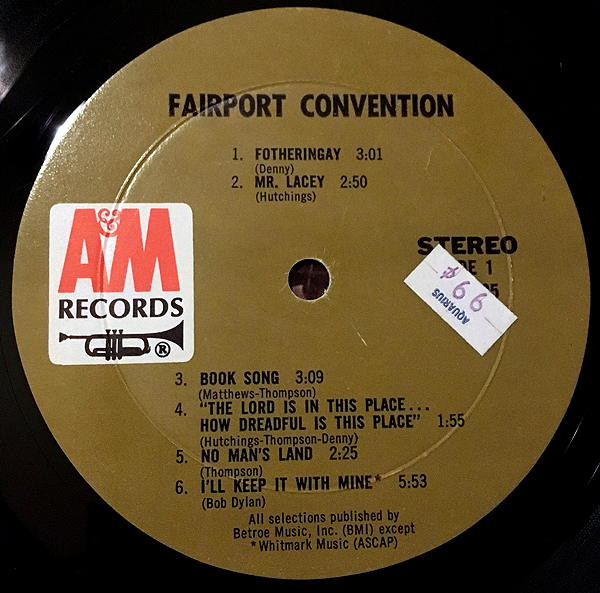 FAIRPORT CONVENTION
1. FOTHERINGAY 3:01
(Denny)
2. MR. LACEY 2:50
(Hutchings)
A&M
RECORDS
®
STEREO
DE 1
95
$.99
AQUARIUS
3. BOOK SONG 3:09
(Matthews-Thompson)
4. "THE LORD IS IN THIS PLACE...
HOW DREADFUL IS THIS PLACE" 1:55
(Hutchings-Thompson-Denny)
5. NO MAN'S LAND 2:25
(Thompson)
6. I'LL KEEP IT WITH MINE* 5:53
(Bob Dylan)
All selections published by
Betroe Music, Inc. (BMI) except
*Whitmark Music (ASCAP)